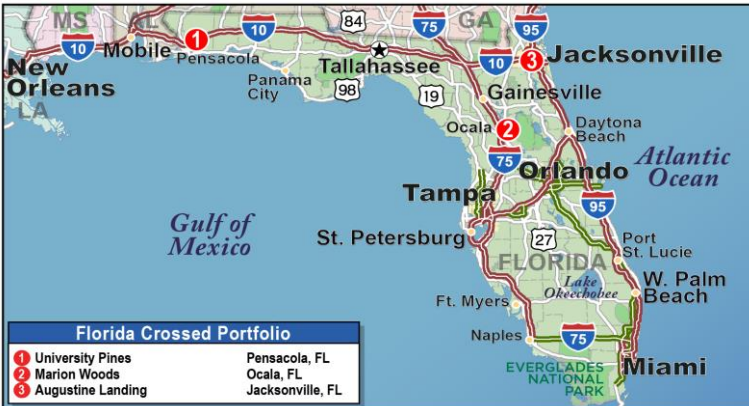 MS
AL
84
75
GA
95
10
Mobile
1
10
Pensacola
Tallahassee
10
3
Jacksonville
New
Orleans
LA
Panama
City
98
19
Gainesville
Ocala
2
Daytona
Beach
75
Orlando
Atlantic
Ocean
Tampa
95
Gulf of
Mexico
St. Petersburg
27
Port
St. Lucie
FLORIDA
Lake
Okeechobee
W. Palm
Beach
Ft. Myers
Naples
75
Miami
EVERGLADES
NATIONAL
PARK
Florida Crossed Portfolio
1 University Pines Pensacola, FL
2 Marion Woods Ocala, FL
3 Augustine Landing Jacksonville, FL